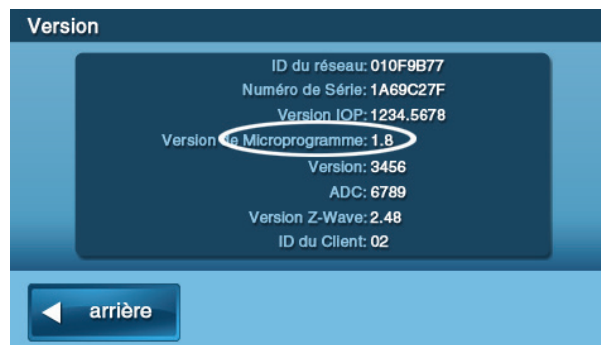 Version
ID du réseau: 010F9B77
Numéro de Série: 1A69C27F
Version IOP: 1234.5678
Version de Microprogramme: 1.8
Version: 3456
ADC: 6789
Version Z-Wave: 2.48
ID du Client: 02
arrière